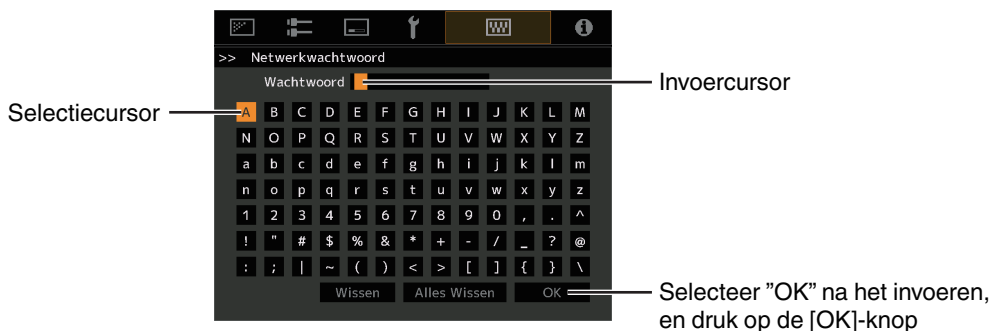 >> Netwerkwachtwoord
Wachtwoord
Invoercursor
Selectiecursor
A B C D E F G H I J K L M
N O P Q R S T U V W X Y Z
a b c d e f g h i j k l m
n o p q r s t u v w x y z
1 2 3 4 5 6 7 8 9 0 , . ^
! " # $ % & * + - / _ ? @
: ; | ~ ( ) < > [ ] { } \
Wissen Alles Wissen OK
Selecteer ”OK” na het invoeren,
en druk op de [OK]-knop